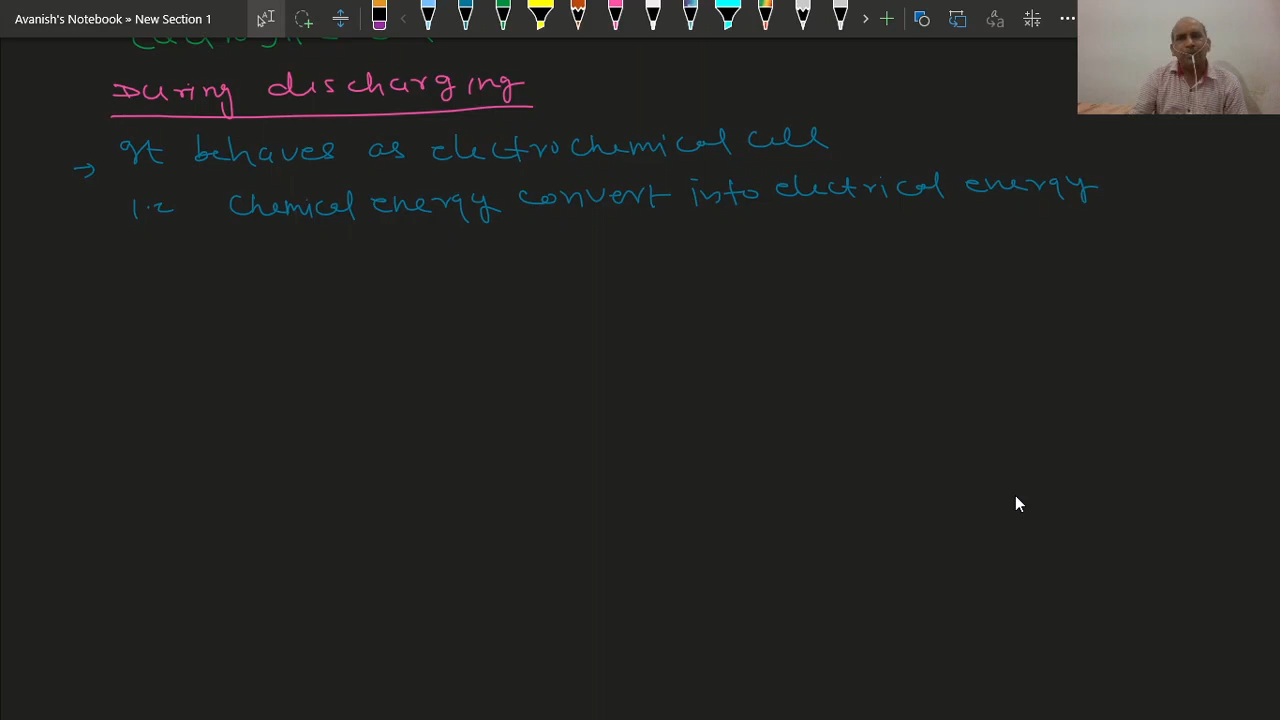 Avanish's Notebook » New Section 1
During discharging
→ It behaves as electrochemical cell
i.e Chemical energy convert into electrical energy